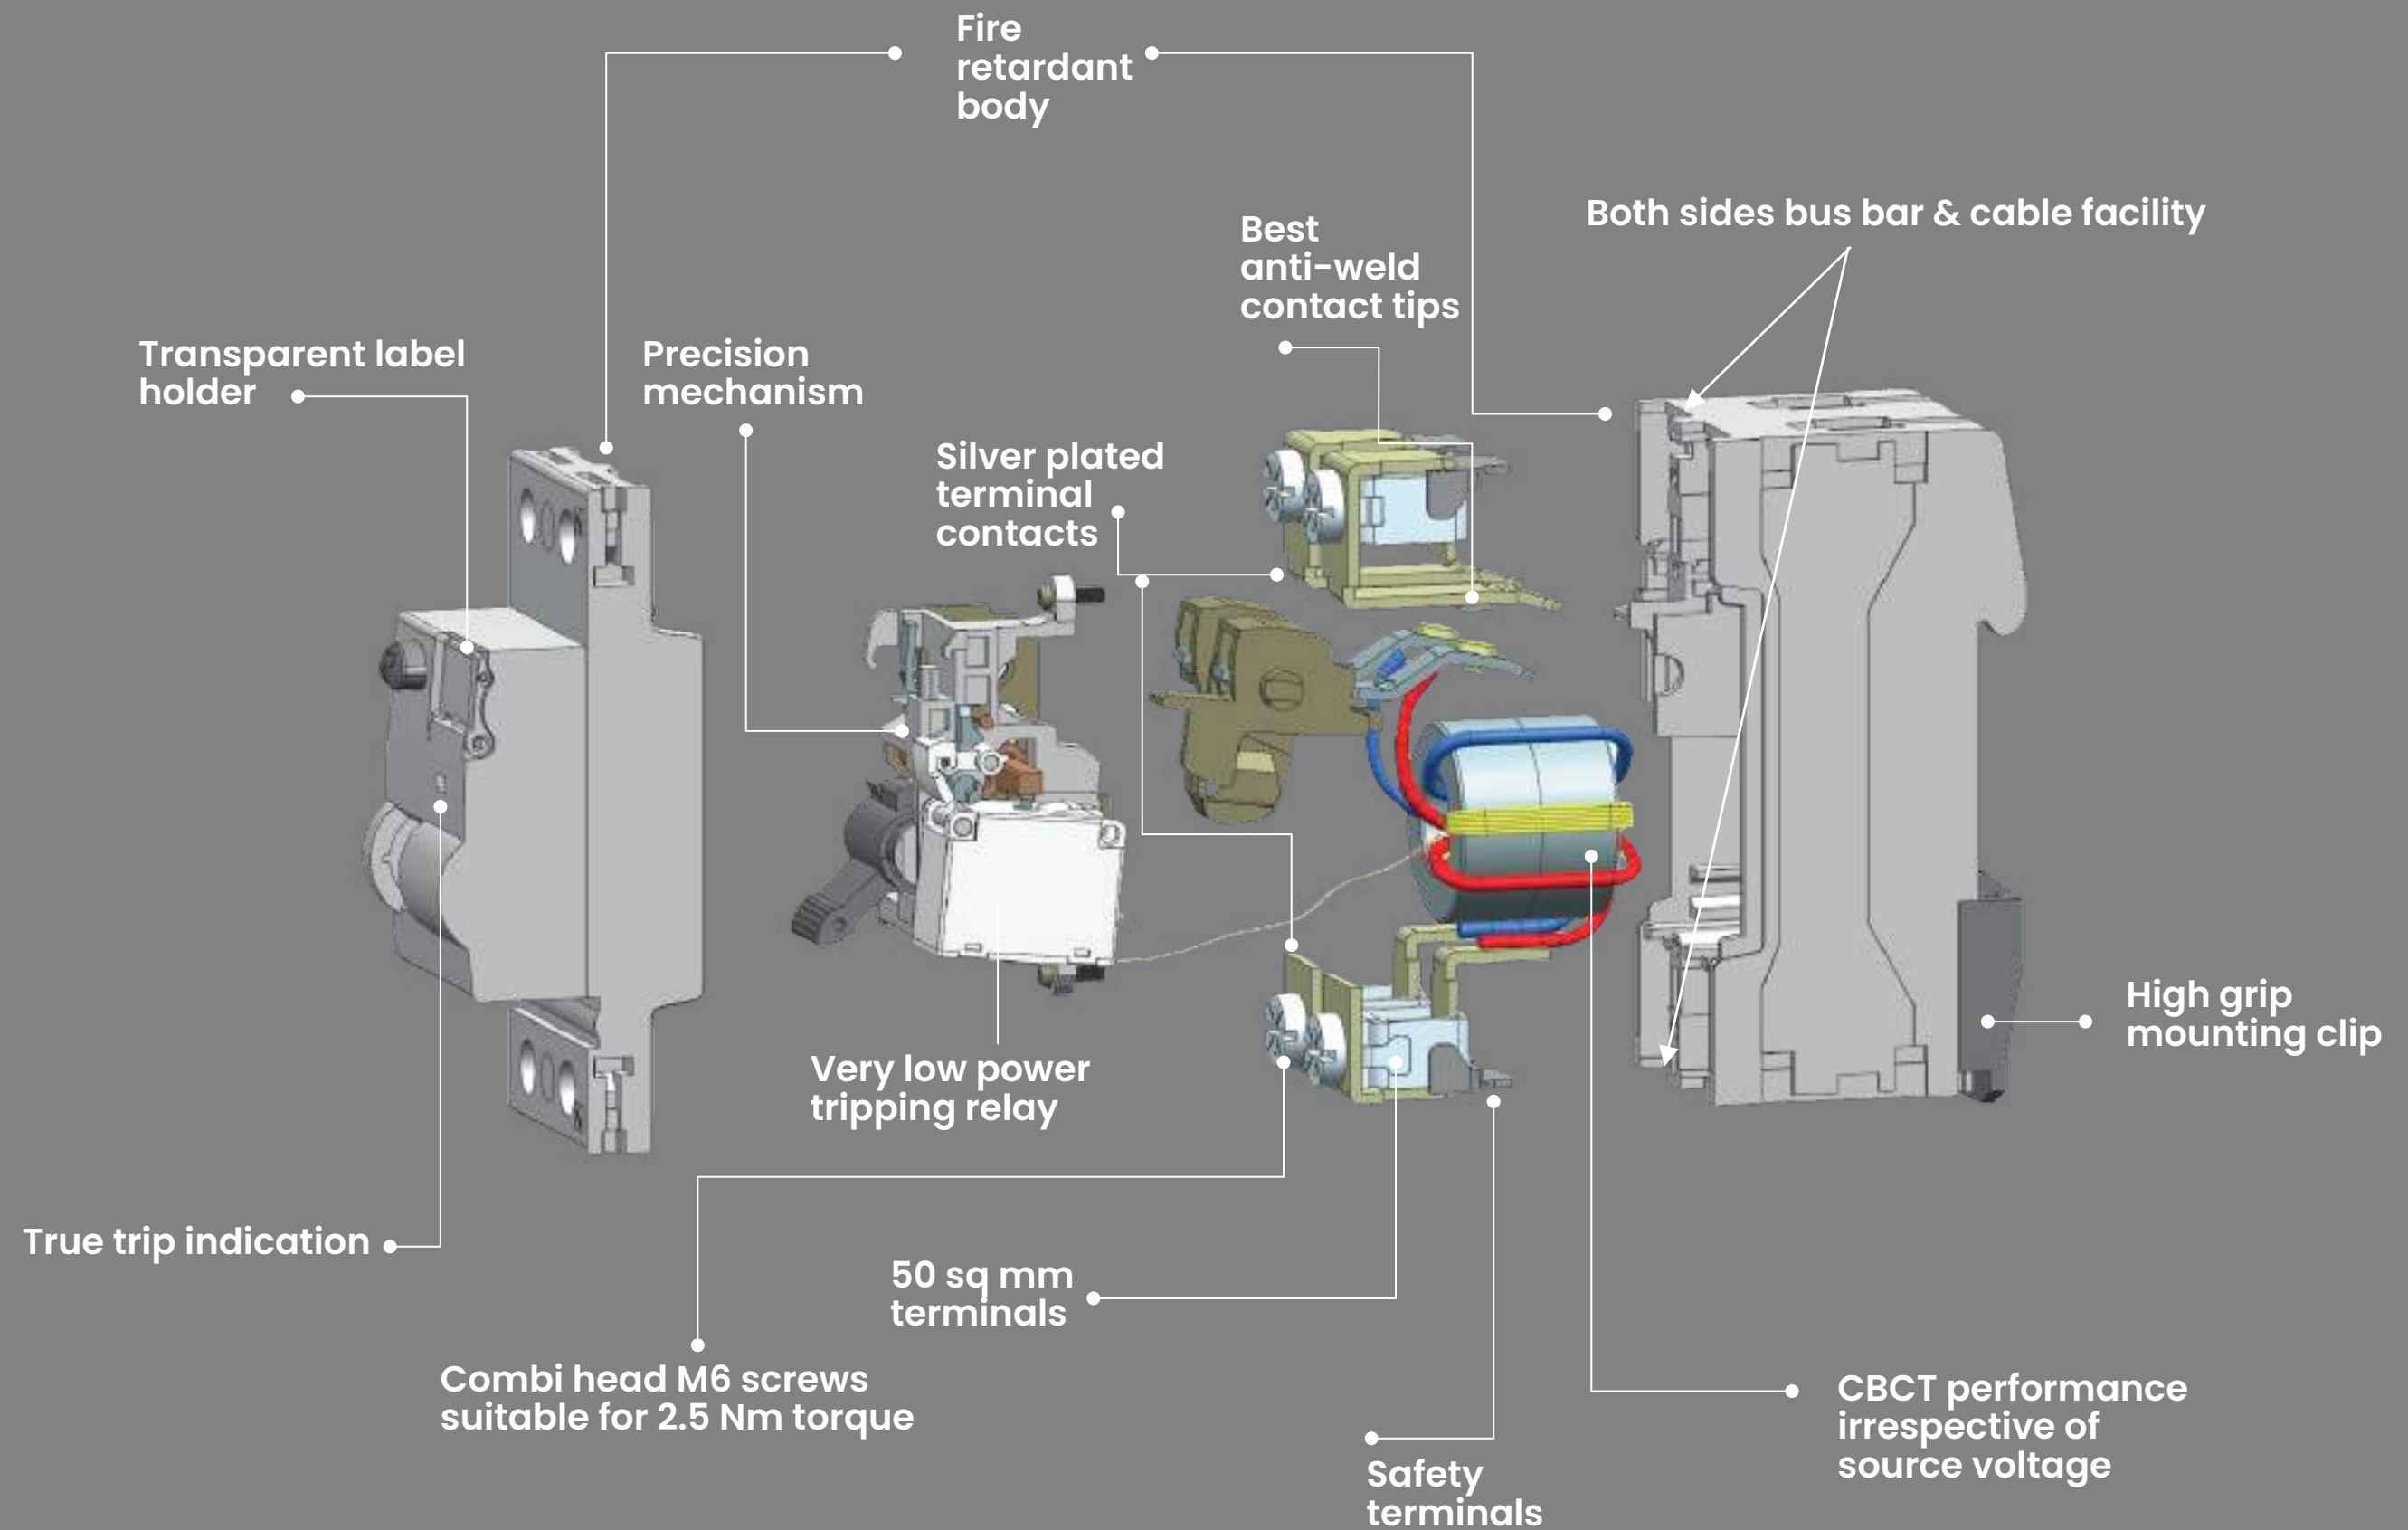 Fire
retardant
body
Both sides bus bar & cable facility
Best
anti-weld
contact tips
Transparent label
holder
Precision
mechanism
Silver plated
terminal
contacts
High grip
mounting clip
Very low power
tripping relay
True trip indication
50 sq mm
terminals
Combi head M6 screws
suitable for 2.5 Nm torque
CBCT performance
irrespective of
source voltage
Safety
terminals